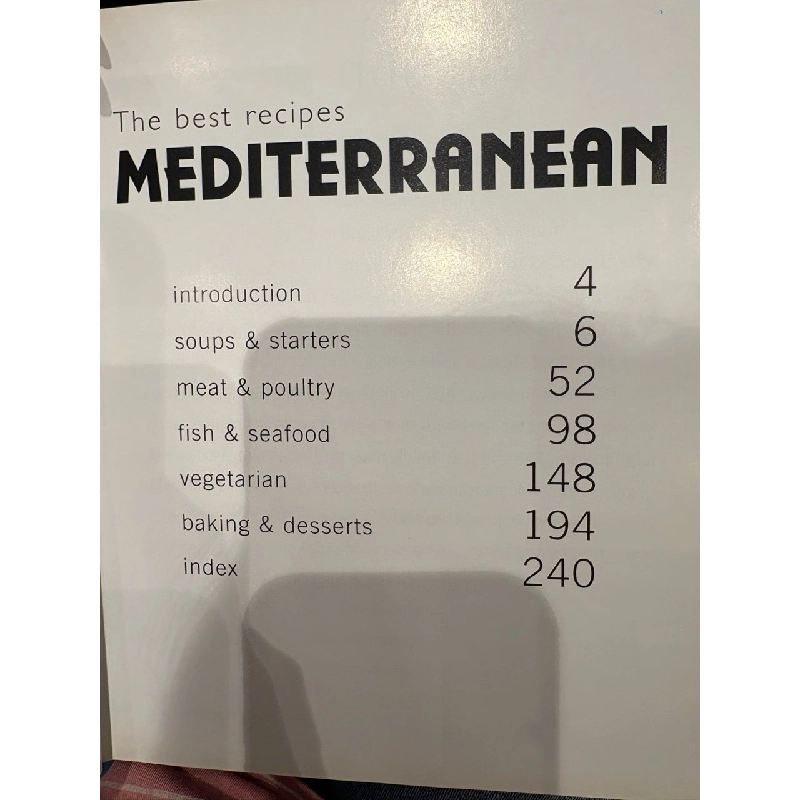 The best recipes
MEDITERRANEAN
introduction 4
soups & starters 6
meat & poultry 52
fish & seafood 98
vegetarian 148
baking & desserts 194
index 240